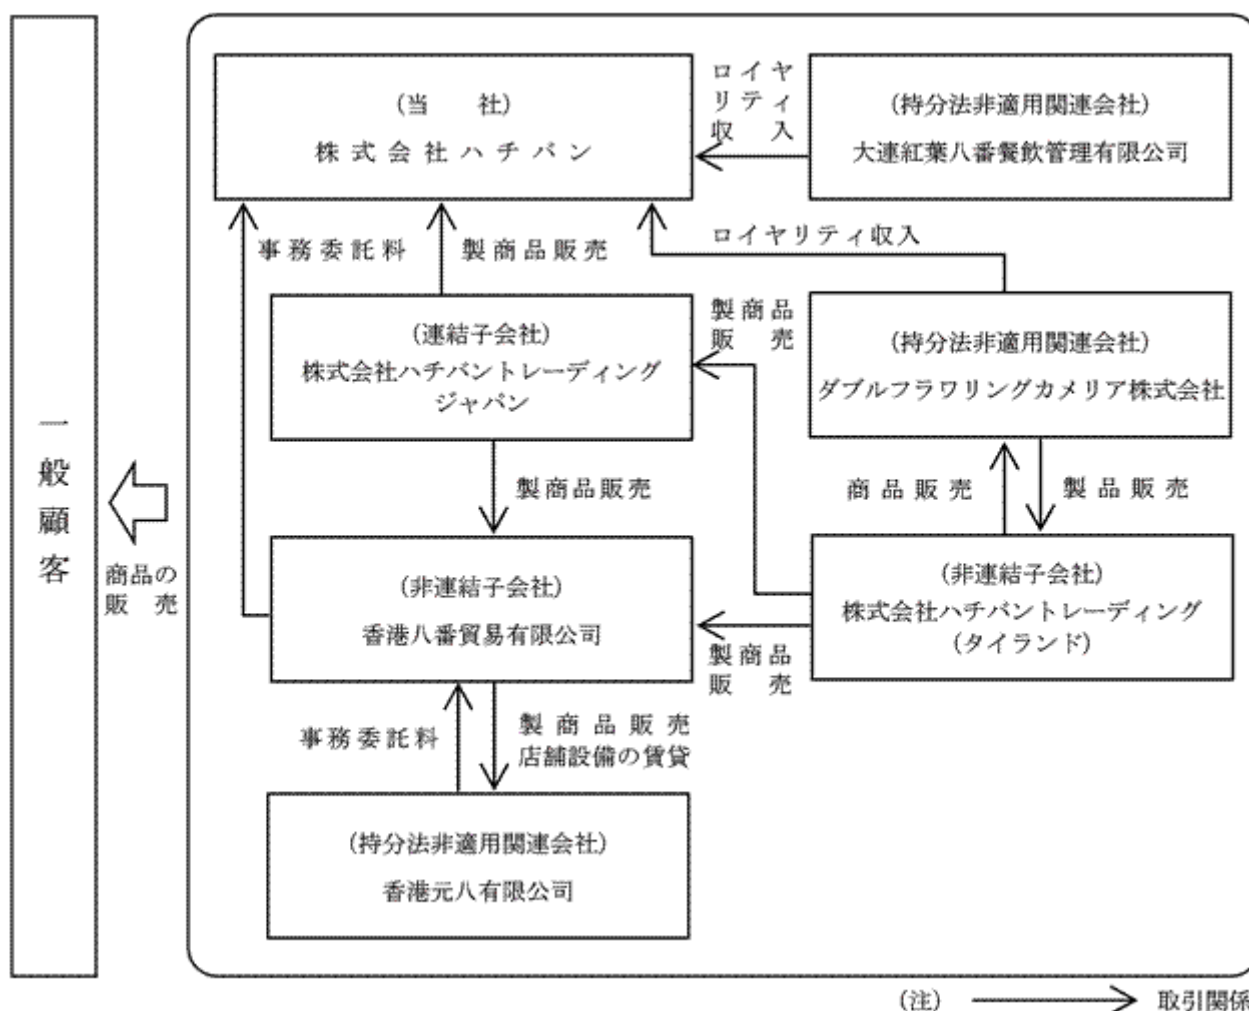 一般顧客
商品の
販売
(当　　社)
株式会社ハチバン
ロイヤ
リティ
収　入
(持分法非適用関連会社)
大連紅葉八番餐飲管理有限公司
事務委託料
製商品販売
ロイヤリティ収入
(連結子会社)
株式会社ハチバントレーディング
ジャパン
製商品
販　売
(持分法非適用関連会社)
ダブルフラワリングカメリア株式会社
製商品販売
商品販売
製品販売
(非連結子会社)
香港八番貿易有限公司
製商品
販　売
(非連結子会社)
株式会社ハチバントレーディング
(タイランド)
事務委託料
製商品販売
店舗設備の賃貸
(持分法非適用関連会社)
香港元八有限公司
(注)
取引関係